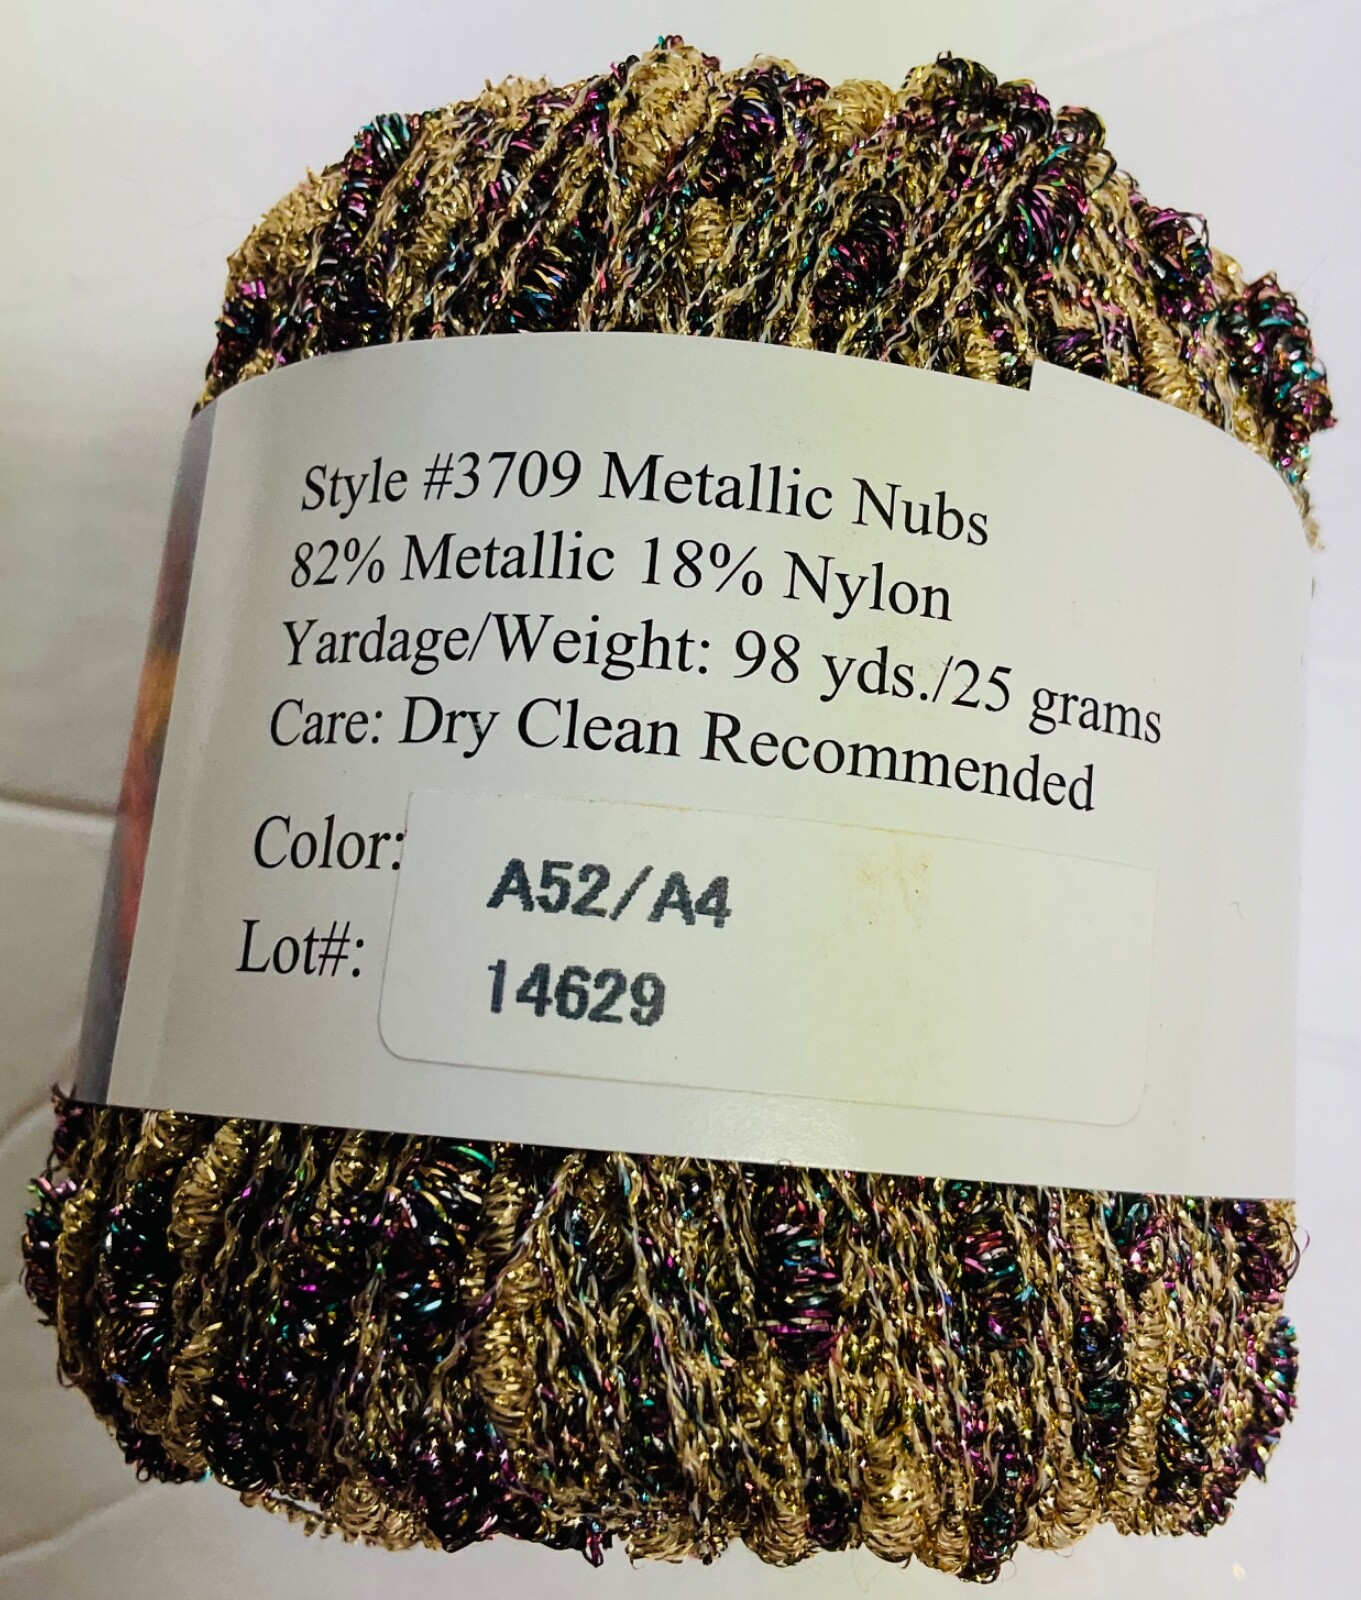 Style #3709 Metallic Nubs
82% Metallic 18% Nylon
Yardage/Weight: 98 yds./25 grams
Care: Dry Clean Recommended
Color: A52/A4
Lot#: 14629